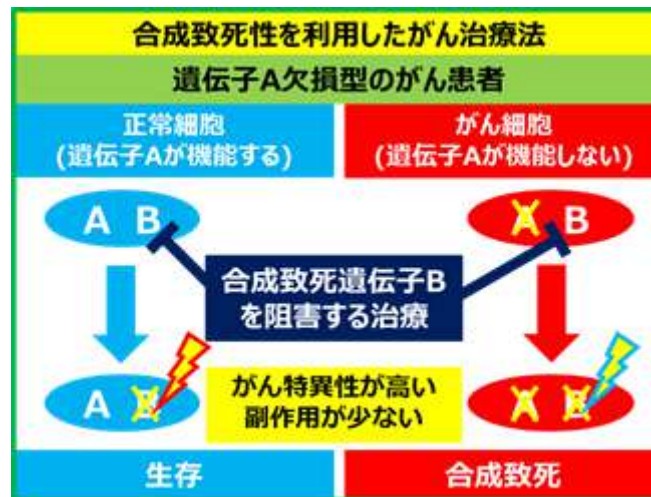 合成致死性を利用したがん治療法
遺伝子A欠損型のがん患者
正常細胞
(遺伝子Aが機能する)
がん細胞
(遺伝子Aが機能しない)
A B
A B
合成致死遺伝子B
を阻害する治療
A B
がん特異性が高い
副作用が少ない
A B
生存
合成致死